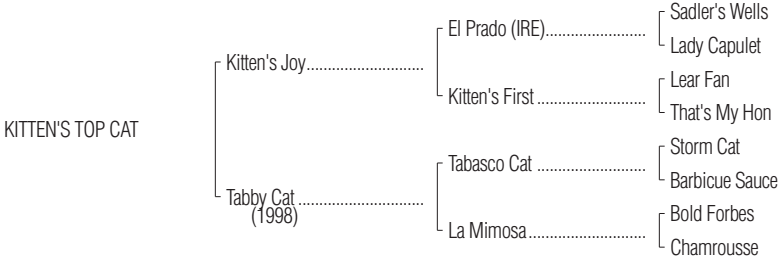 Sadler's Wells
El Prado (IRE)
Lady Capulet
Kitten's Joy
Lear Fan
Kitten's First
That's My Hon
KITTEN'S TOP CAT
Storm Cat
Tabasco Cat
Barbicue Sauce
Tabby Cat
(1998)
Bold Forbes
La Mimosa
Chamrousse